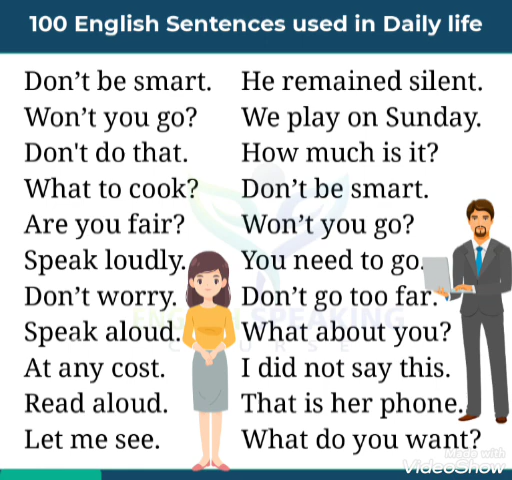 100 English Sentences used in Daily life
Don’t be smart.
Won’t you go?
Don't do that.
What to cook?
Are you fair?
Speak loudly.
Don’t worry.
Speak aloud.
At any cost.
Read aloud.
Let me see.
He remained silent.
We play on Sunday.
How much is it?
Don’t be smart.
Won’t you go?
You need to go.
Don’t go too far.
What about you?
I did not say this.
That is her phone.
What do you want?
Made with
VideoShow